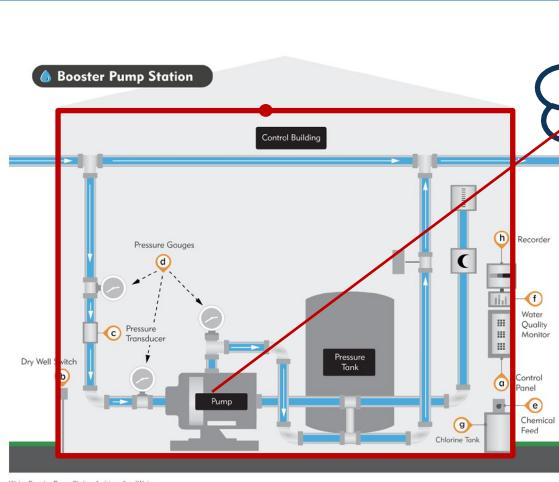 Booster Pump Station
Control Building
Pressure Gouges
d
h
Recorder
f
Water
Quality
Monitor
c
Pressure
Transducer
Dry Well Switch
b
Pressure
Tank
a
Control
Panel
Pump
e
Chemical
Feed
g
Chlorine Tank